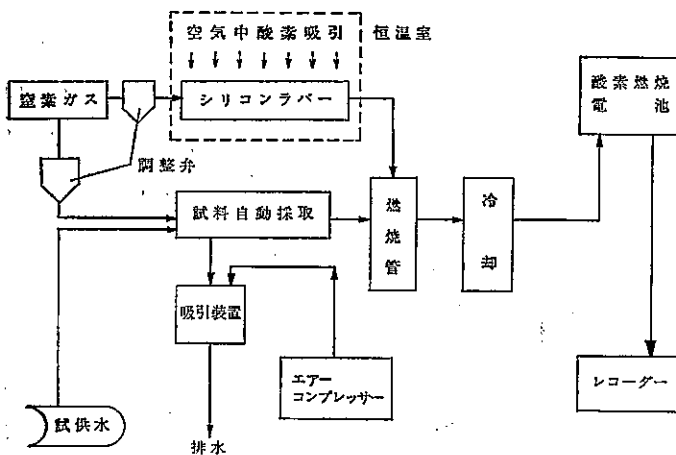 空気中酸素吸引
恒温室
窒素ガス
シリコンラバー
酸素燃焼
電池
調整弁
試料自動採取
燃焼管
冷却
吸引装置
エアー
コンプレッサー
レコーダー
試供水
排水